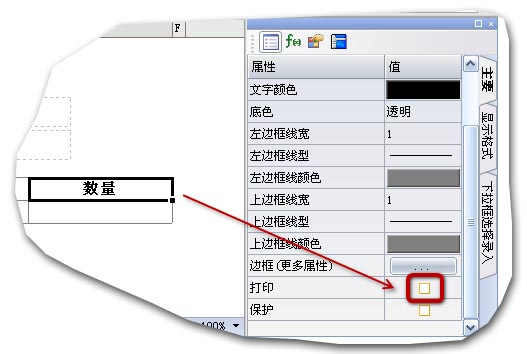 F
f(x)
属性 值
主要
文字颜色
底色 透明
显示格式
左边框线宽 1
左边框线型
左边框线颜色
下拉框选择录入
数量
上边框线宽 1
上边框线型
上边框线颜色
边框(更多属性) ...
打印
保护
100%